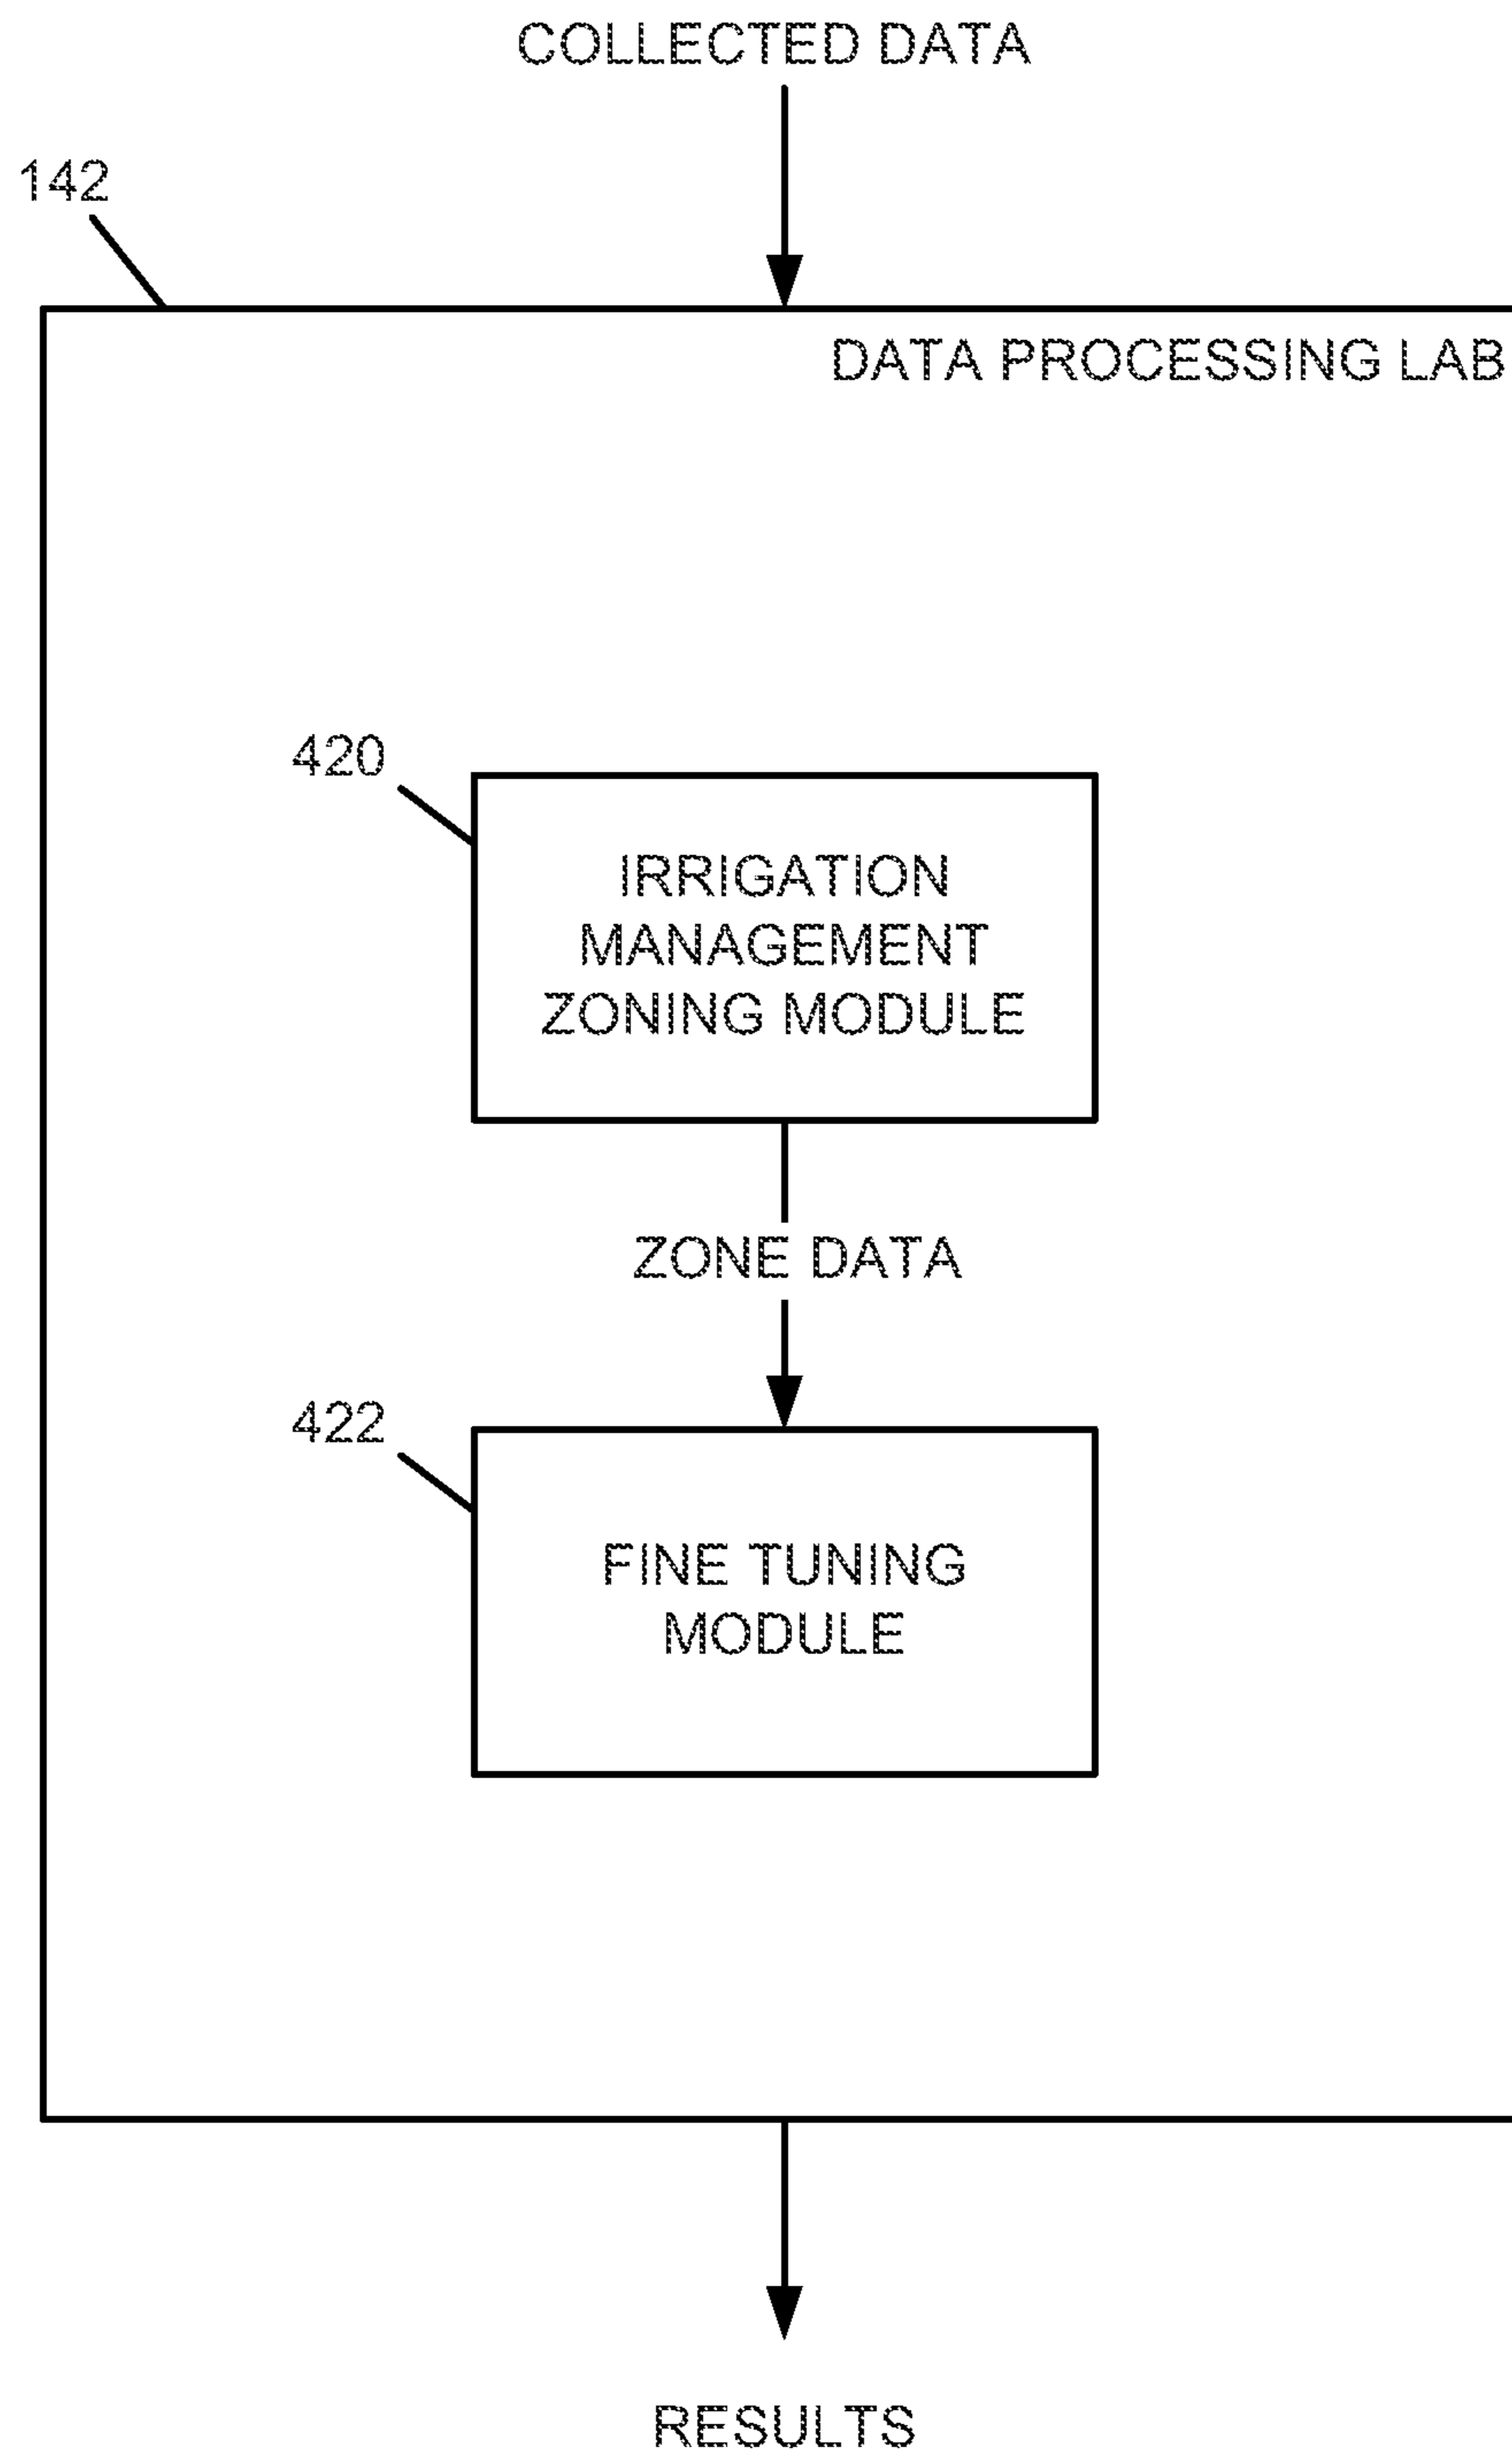 COLLECTED DATA
142
DATA PROCESSING LAB
420
IRRIGATION
MANAGEMENT
ZONING MODULE
ZONE DATA
422
FINE TUNING
MODULE
RESULTS